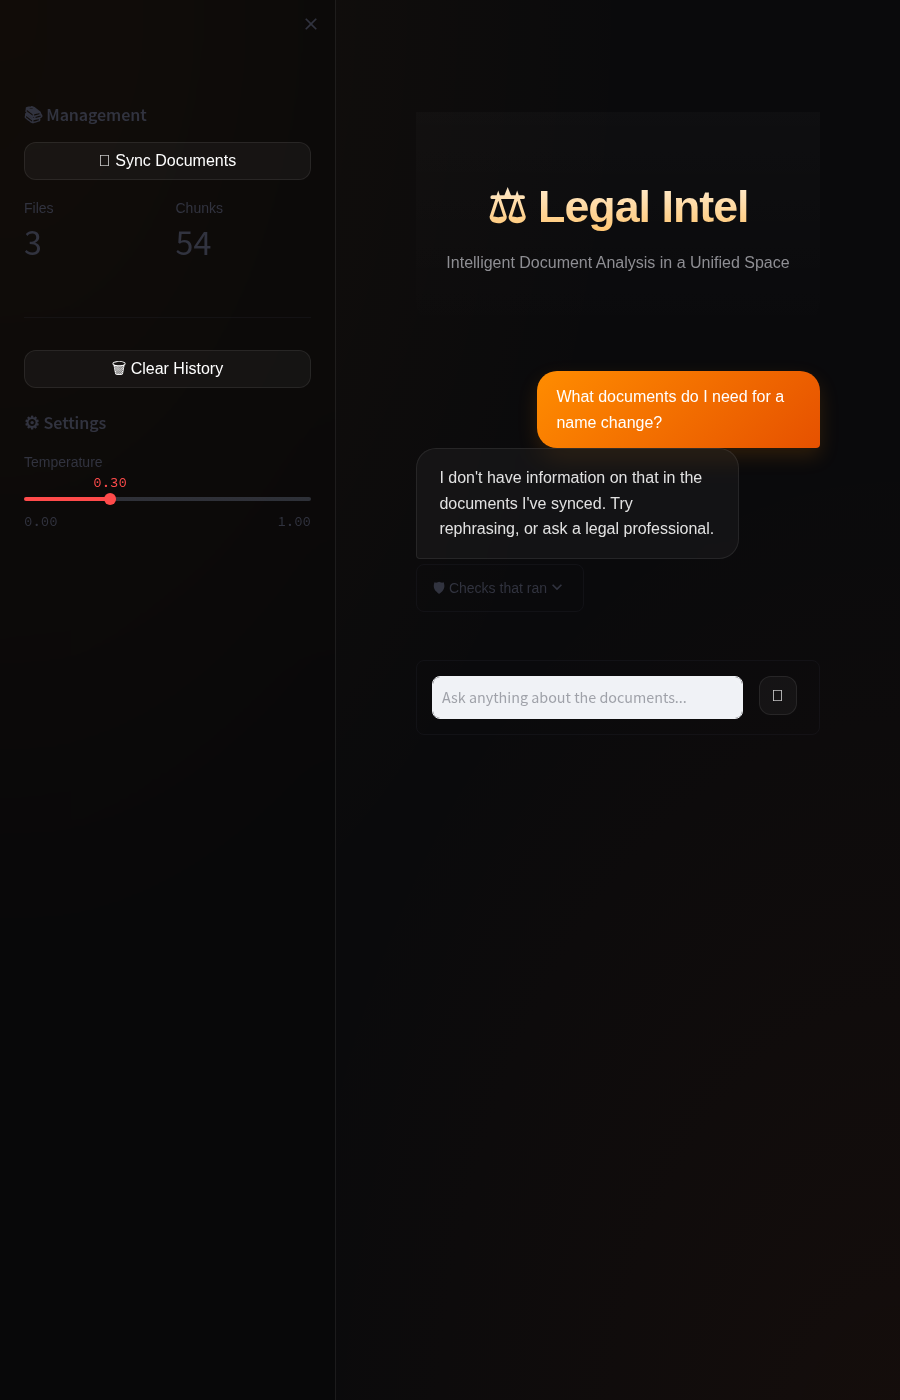 📚 Management
Sync Documents
Files
Chunks
3
54
🗑 Clear History
⚙ Settings
Temperature
0.30
0.00
1.00
⚖ Legal Intel
Intelligent Document Analysis in a Unified Space
What documents do I need for a
name change?
I don't have information on that in the
documents I've synced. Try
rephrasing, or ask a legal professional.
🛡 Checks that ran
Ask anything about the documents...